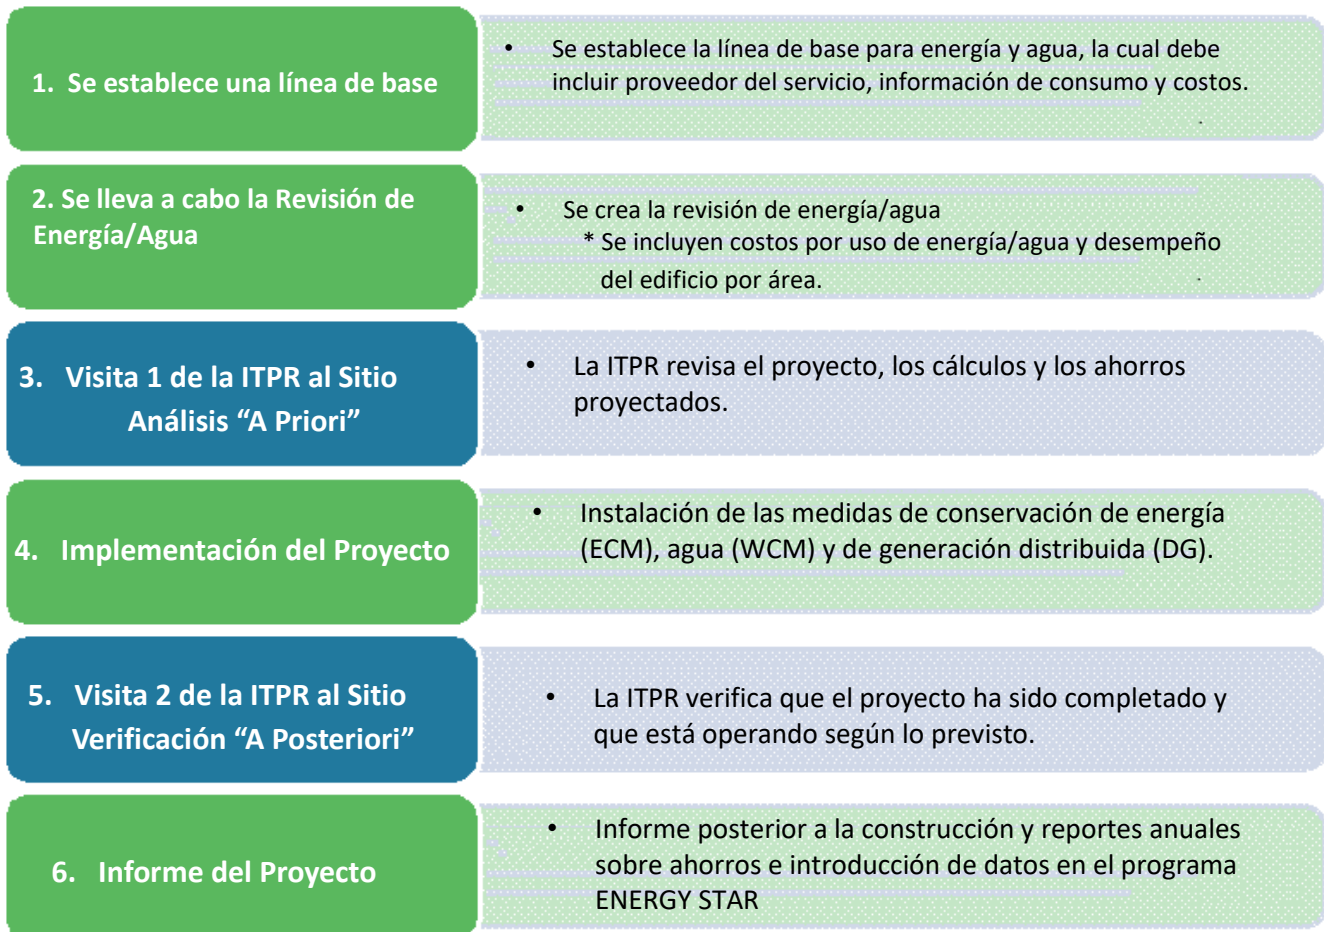 1. Se establece una línea de base
• Se establece la línea de base para energía y agua, la cual debe
incluir proveedor del servicio, información de consumo y costos.
2. Se lleva a cabo la Revisión de
Energía/Agua
• Se crea la revisión de energía/agua
* Se incluyen costos por uso de energía/agua y desempeño
del edificio por área.
3. Visita 1 de la ITPR al Sitio
Análisis “A Priori”
• La ITPR revisa el proyecto, los cálculos y los ahorros
proyectados.
4. Implementación del Proyecto
• Instalación de las medidas de conservación de energía
(ECM), agua (WCM) y de generación distribuida (DG).
5. Visita 2 de la ITPR al Sitio
Verificación “A Posteriori”
• La ITPR verifica que el proyecto ha sido completado y
que está operando según lo previsto.
6. Informe del Proyecto
• Informe posterior a la construcción y reportes anuales
sobre ahorros e introducción de datos en el programa
ENERGY STAR